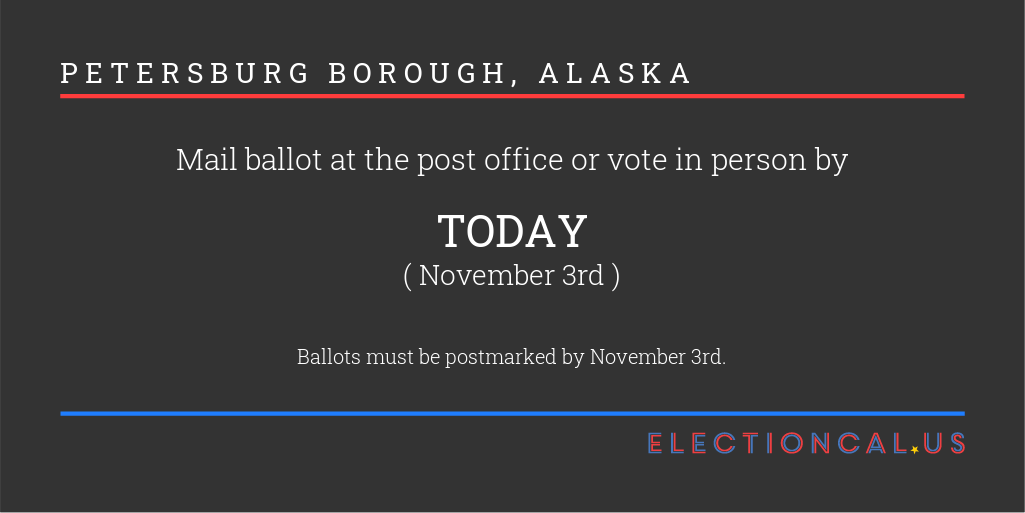 PETERSBURG BOROUGH, ALASKA
Mail ballot at the post office or vote in person by
TODAY
( November 3rd )
Ballots must be postmarked by November 3rd.
ELECTIONCAL.US